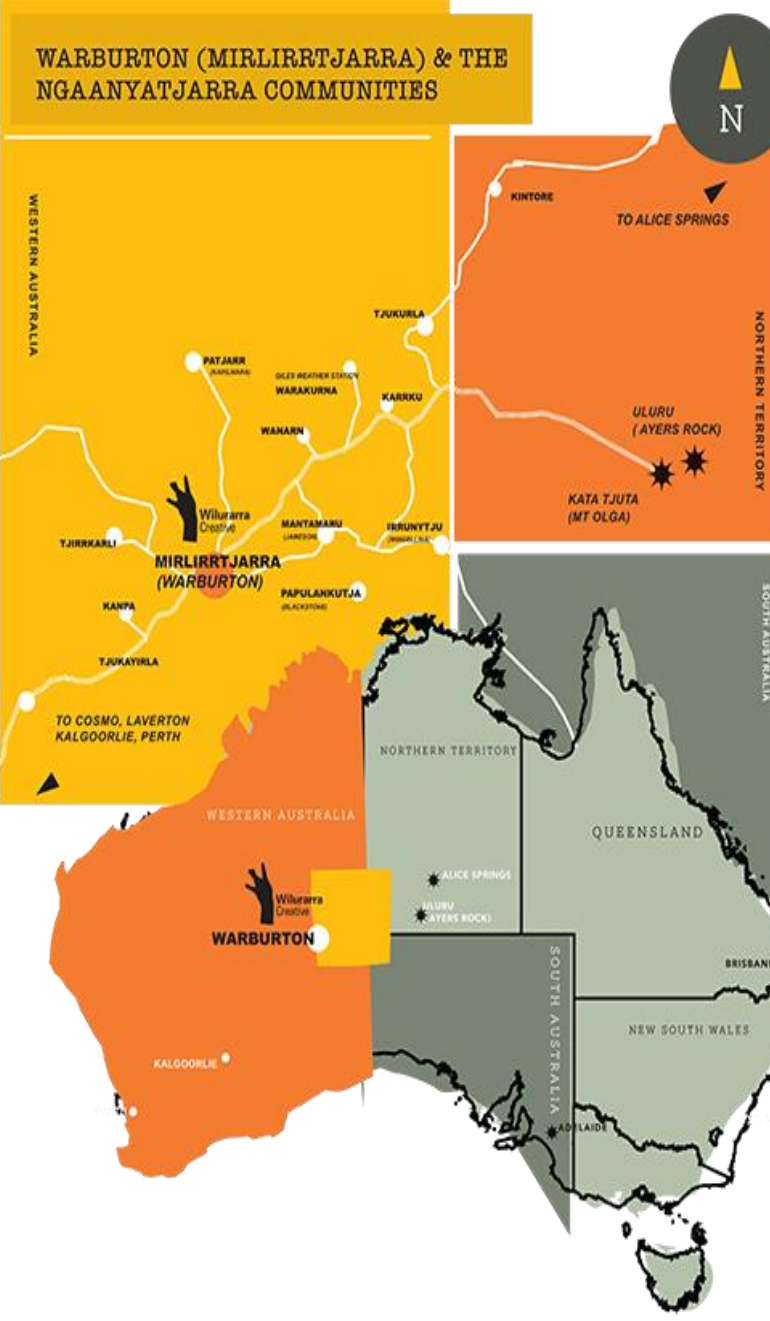 WARBURTON (MIRLIRRTJARRA) & THE
NGAANYATJARRA COMMUNITIES
N
WESTERN AUSTRALIA
KINTORE
TO ALICE SPRINGS
NORTHERN TERRITORY
TJUKURLA
PATJARR
(KARILWARA)
GILES WEATHER STATION
WARAKURNA
KARRKU
WANARN
ULURU
( AYERS ROCK)
KATA TJUTA
(MT OLGA)
Wilurarra
Creative
TJIRRKARLI
MANTAMARU
(JAMESON)
IRRUNYTJU
MIRLIRRTJARRA
(WARBURTON)
PAPULANKUTJA
(BLACKSTONE)
KANPA
TJUKAYIRLA
SOUTH AUSTRALIA
TO COSMO, LAVERTON
KALGOORLIE, PERTH
NORTHERN TERRITORY
WESTERN AUSTRALIA
QUEENSLAND
ALICE SPRINGS
Wilurarra
Creative
ULURU
(AYERS ROCK)
WARBURTON
SOUTH AUSTRALIA
BRISBAN
NEW SOUTH WALES
KALGOORLIE
ADELAIDE